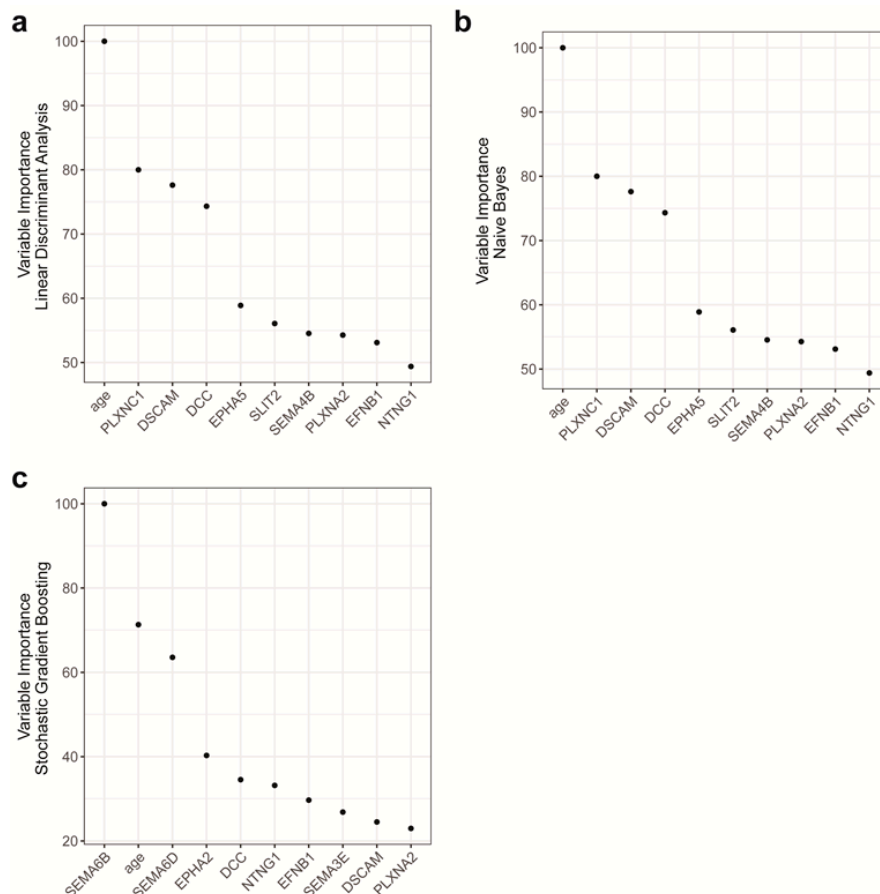 a
Variable Importance
Linear Discriminant Analysis
100
90
80
70
60
50
age
PLXNC1
DSCAM
DCC
EPHA5
SLIT2
SEMA4B
PLXNA2
EFNB1
NTNG1
b
Variable Importance
Naive Bayes
100
90
80
70
60
50
age
PLXNC1
DSCAM
DCC
EPHA5
SLIT2
SEMA4B
PLXNA2
EFNB1
NTNG1
c
Variable Importance
Stochastic Gradient Boosting
100
80
60
40
20
SEMA6B
age
SEMA6D
EPHA2
DCC
NTNG1
EFNB1
SEMA3E
DSCAM
PLXNA2